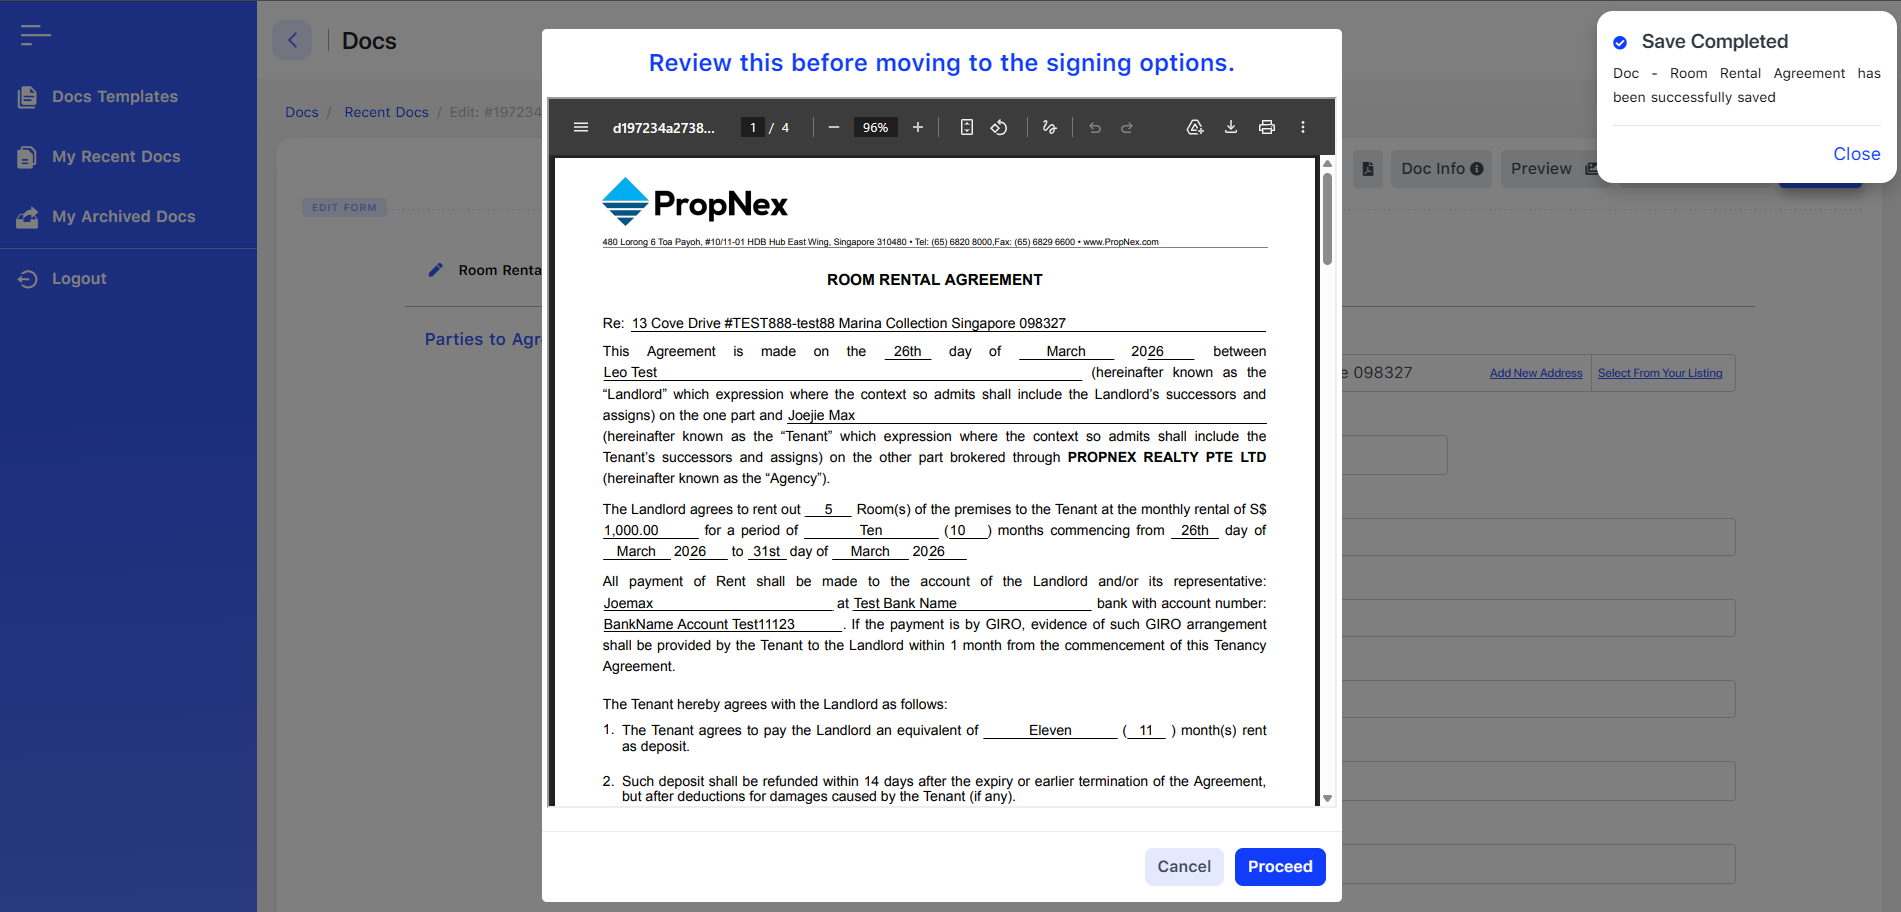 Docs Templates
My Recent Docs
My Archived Docs
Logout
Docs
Docs / Recent Docs / Edit: #197234
EDIT FORM
Room Renta
Parties to Agr
Review this before moving to the signing options.
d197234a2738... 1 / 4 96%
PropNex
480 Lorong 6 Toa Payoh, #10/11-01 HDB Hub East Wing, Singapore 310480 • Tel: (65) 6820 8000,Fax: (65) 6829 6600 • www.PropNex.com
ROOM RENTAL AGREEMENT
Re: 13 Cove Drive #TEST888-test88 Marina Collection Singapore 098327
This Agreement is made on the 26th day of March 2026 between
Leo Test (hereinafter known as the
“Landlord” which expression where the context so admits shall include the Landlord’s successors and
assigns) on the one part and Joejie Max
(hereinafter known as the “Tenant” which expression where the context so admits shall include the
Tenant’s successors and assigns) on the other part brokered through PROPNEX REALTY PTE LTD
(hereinafter known as the “Agency”).
The Landlord agrees to rent out 5 Room(s) of the premises to the Tenant at the monthly rental of S$
1,000.00 for a period of Ten (10 ) months commencing from 26th day of
March 2026 to 31st day of March 2026
All payment of Rent shall be made to the account of the Landlord and/or its representative:
Joemax at Test Bank Name bank with account number:
BankName Account Test11123 . If the payment is by GIRO, evidence of such GIRO arrangement
shall be provided by the Tenant to the Landlord within 1 month from the commencement of this Tenancy
Agreement.
The Tenant hereby agrees with the Landlord as follows:
1. The Tenant agrees to pay the Landlord an equivalent of Eleven ( 11 ) month(s) rent
as deposit.
2. Such deposit shall be refunded within 14 days after the expiry or earlier termination of the Agreement,
but after deductions for damages caused by the Tenant (if any).
Cancel Proceed
Doc Info Preview
e 098327 Add New Address Select From Your Listing
Save Completed
Doc - Room Rental Agreement has
been successfully saved
Close